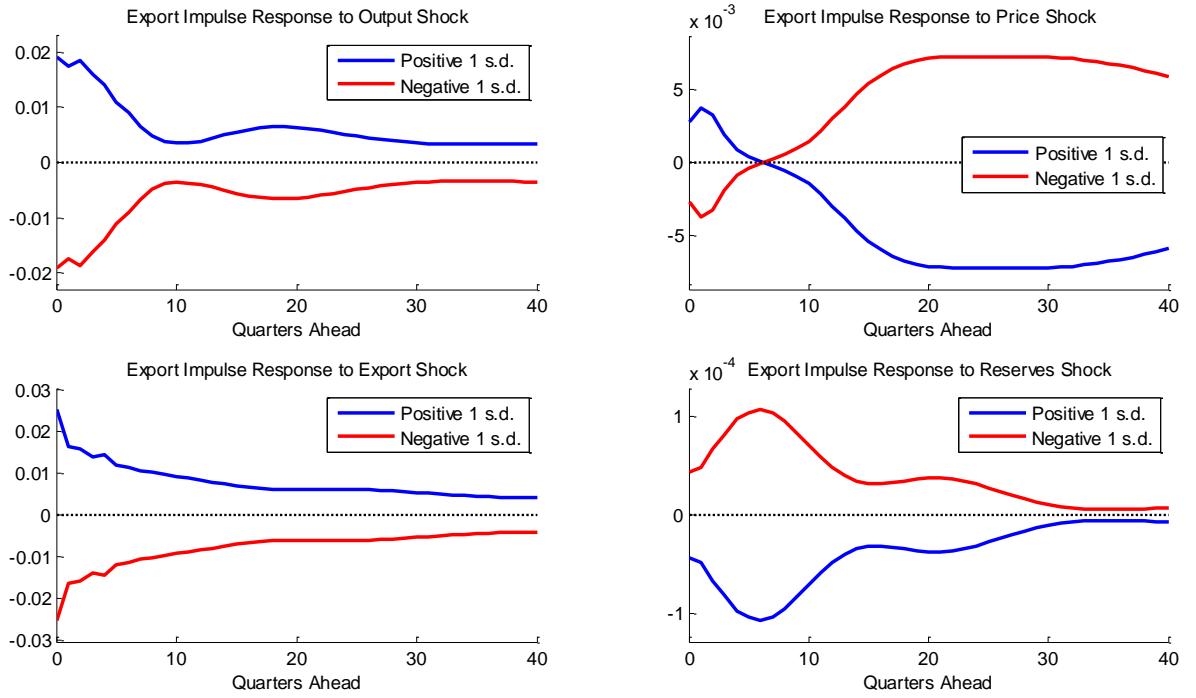 Export Impulse Response to Output Shock
0.02
0.01
0
-0.01
-0.02
0 10 20 30 40
Quarters Ahead
Positive 1 s.d.
Negative 1 s.d.
Export Impulse Response to Price Shock
x 10-3
5
0
-5
0 10 20 30 40
Quarters Ahead
Positive 1 s.d.
Negative 1 s.d.
Export Impulse Response to Export Shock
0.03
0.02
0.01
0
-0.01
-0.02
-0.03
0 10 20 30 40
Quarters Ahead
Positive 1 s.d.
Negative 1 s.d.
Export Impulse Response to Reserves Shock
x 10-4
1
0
-1
0 10 20 30 40
Quarters Ahead
Positive 1 s.d.
Negative 1 s.d.